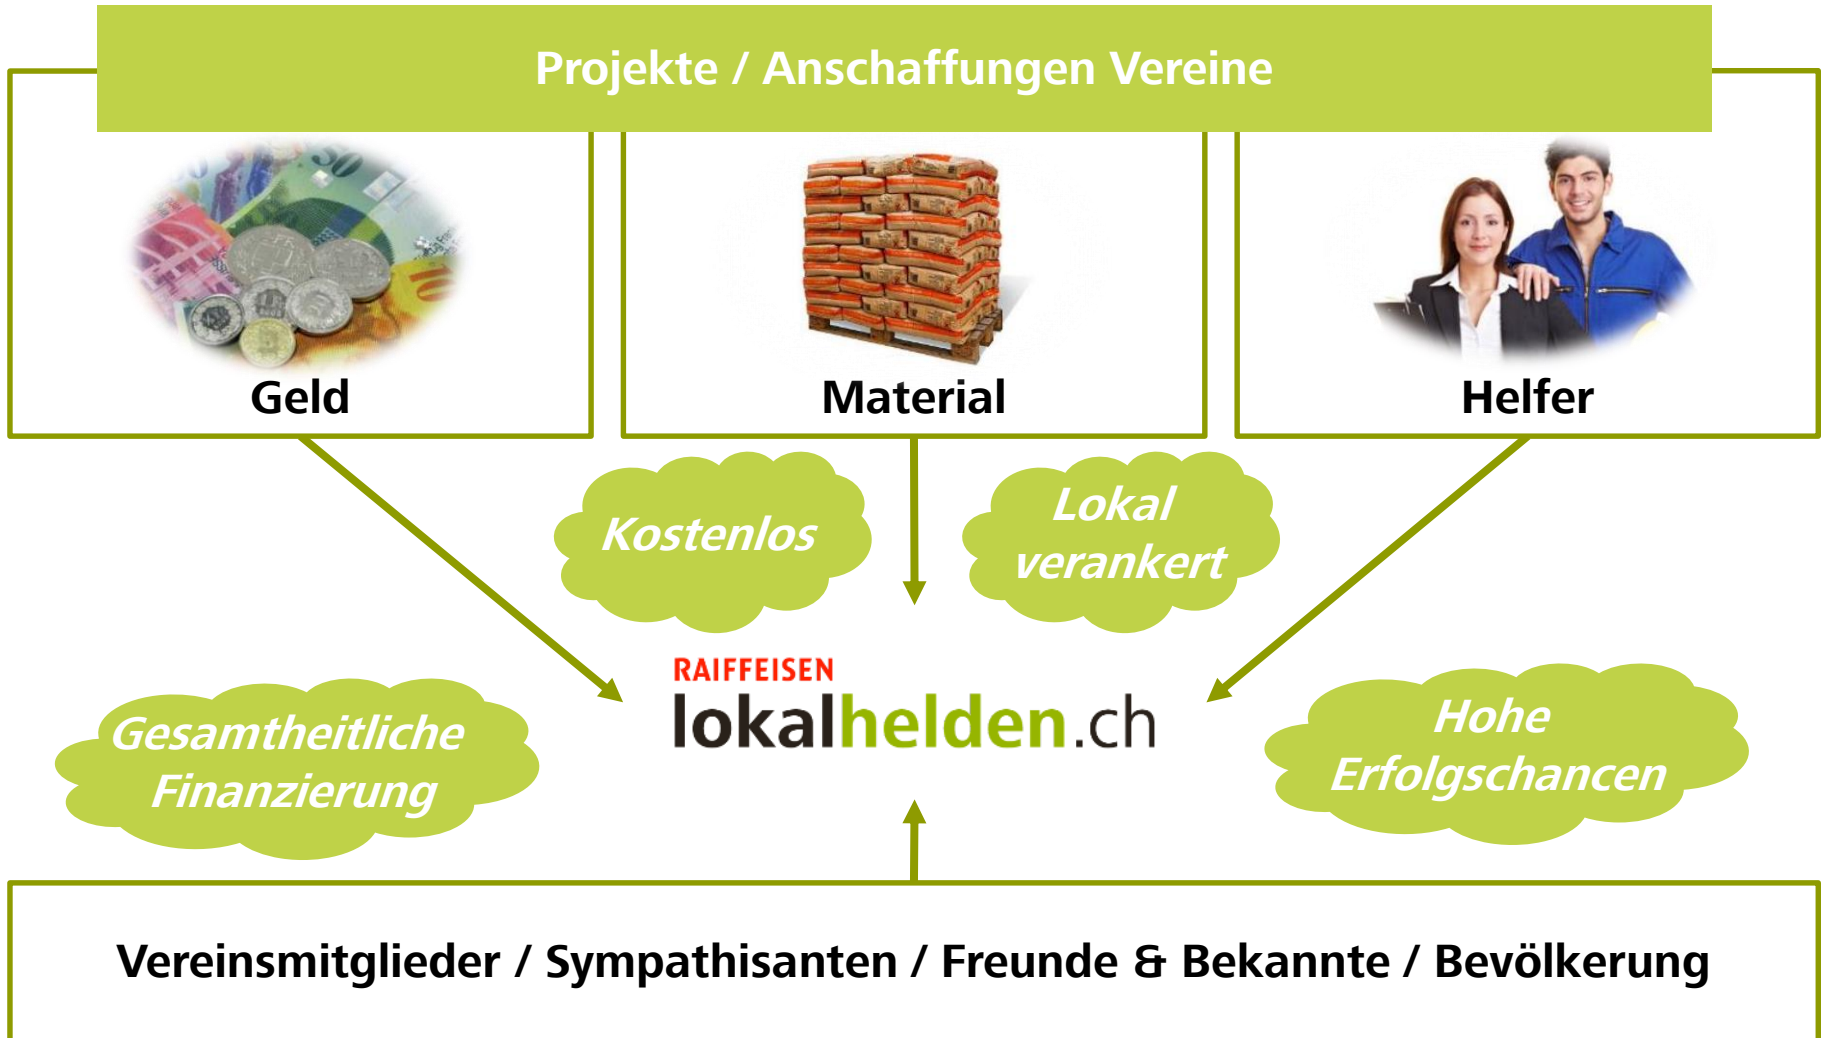 Projekte / Anschaffungen Vereine
Geld
Material
Helfer
Kostenlos
Lokal
verankert
RAIFFEISEN
lokalhelden.ch
Gesamtheitliche
Finanzierung
Hohe
Erfolgschancen
Vereinsmitglieder / Sympathisanten / Freunde & Bekannte / Bevölkerung